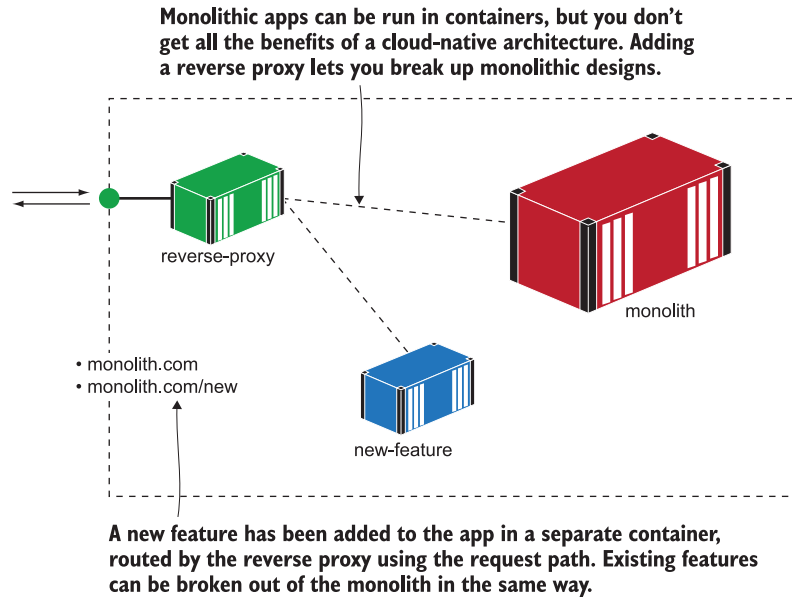 Monolithic apps can be run in containers, but you don’t
get all the benefits of a cloud-native architecture. Adding
a reverse proxy lets you break up monolithic designs.
reverse-proxy
monolith
• monolith.com
• monolith.com/new
new-feature
A new feature has been added to the app in a separate container,
routed by the reverse proxy using the request path. Existing features
can be broken out of the monolith in the same way.